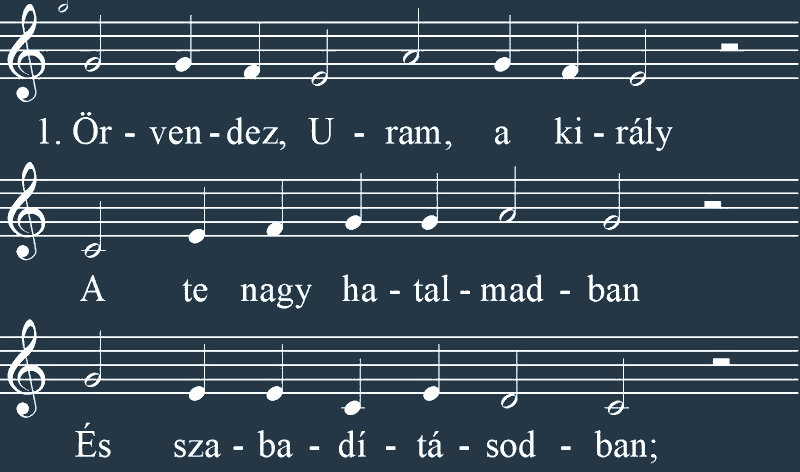 1. Ör - ven - dez, U - ram, a ki - rály
A te nagy ha - tal - mad - ban
És sza - ba - dí - tá - sod - ban;